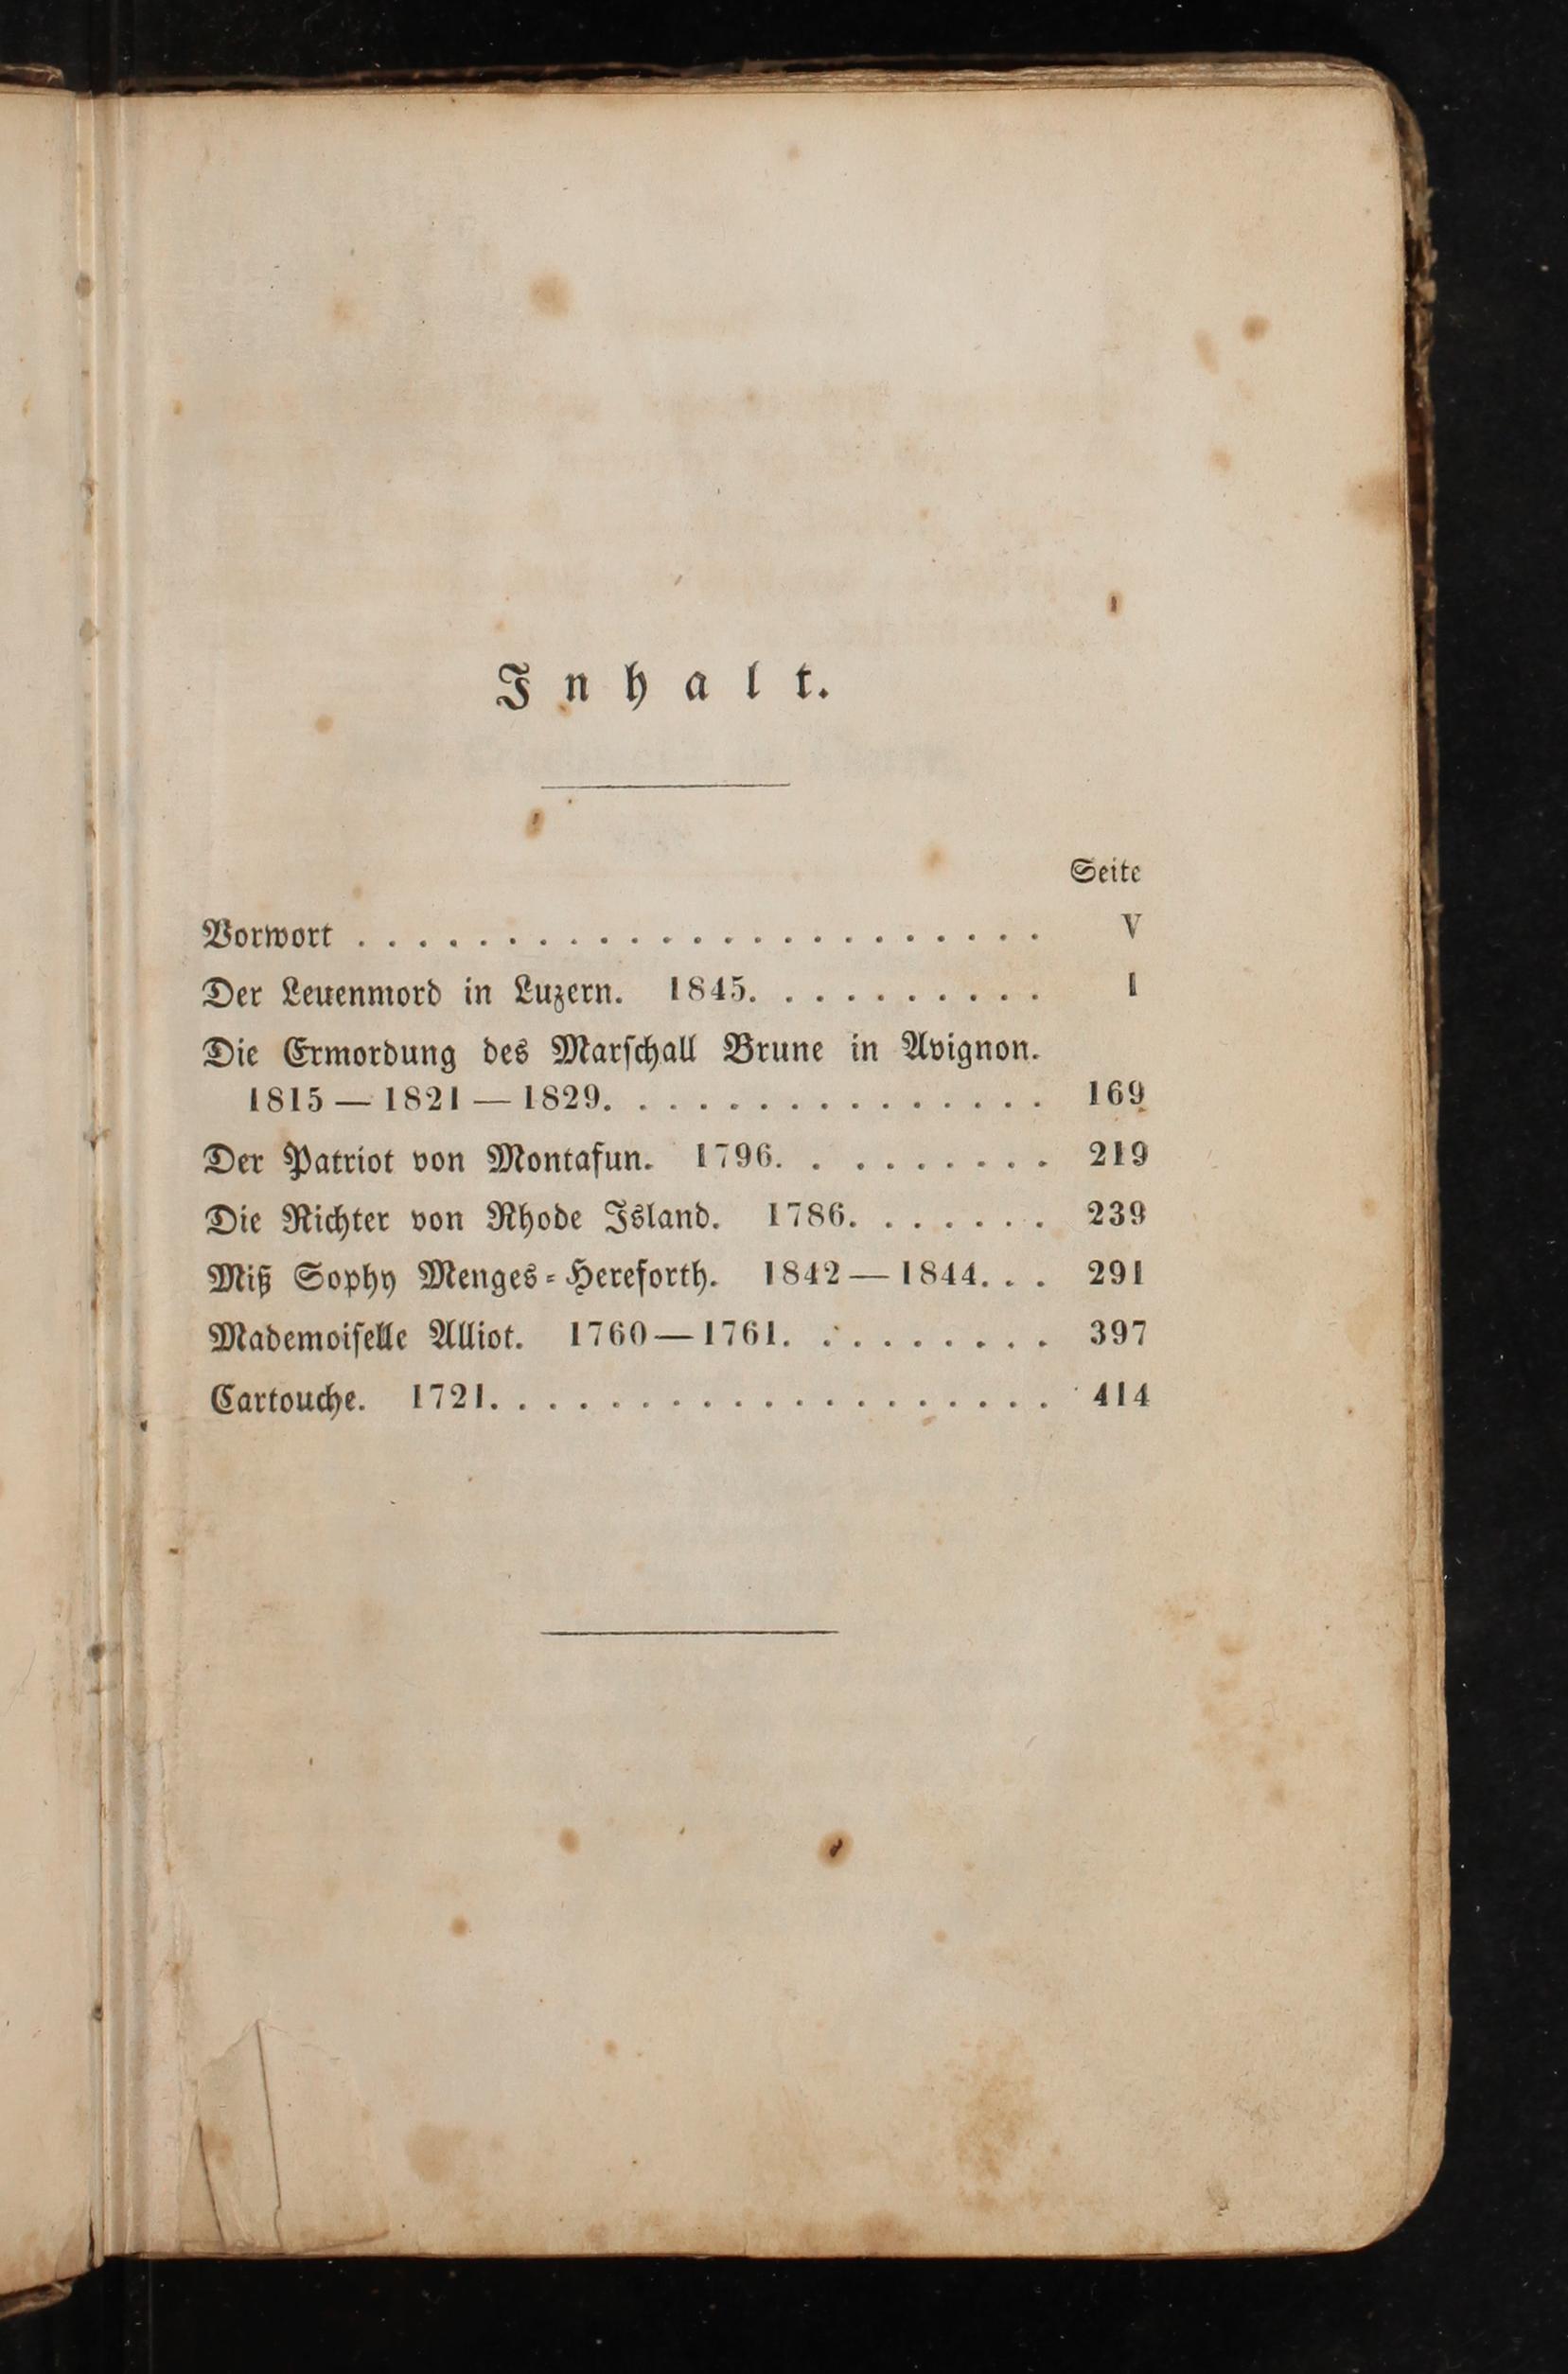 Inhalt.
Seite
Vorwort . . . . . . . . . . . . . . . . . . . . . . . V
Der Leuenmord in Luzern. 1845. . . . . . . . . . 1
Die Ermordung des Marschall Brune in Avignon.
1815 — 1821 — 1829. . . . . . . . . . . . . . . 169
Der Patriot von Montafun. 1796. . . . . . . . . 219
Die Richter von Rhode Island. 1786. . . . . . . 239
Miß Sophy Menges-Hereforth. 1842 — 1844. . . 291
Mademoiselle Alliot. 1760 — 1761. . . . . . . . . 397
Cartouche. 1721. . . . . . . . . . . . . . . . . . . 414